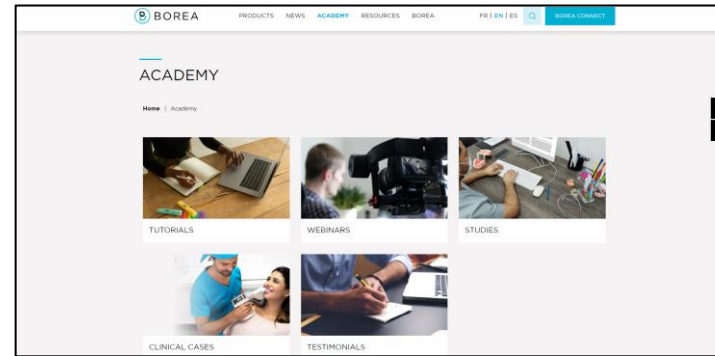 BOREA PRODUCTS NEWS ACADEMY RESOURCES BOREA FR | EN | ES BOREA CONNECT
ACADEMY
Home | Academy
TUTORIALS WEBINARS STUDIES
CLINICAL CASES TESTIMONIALS